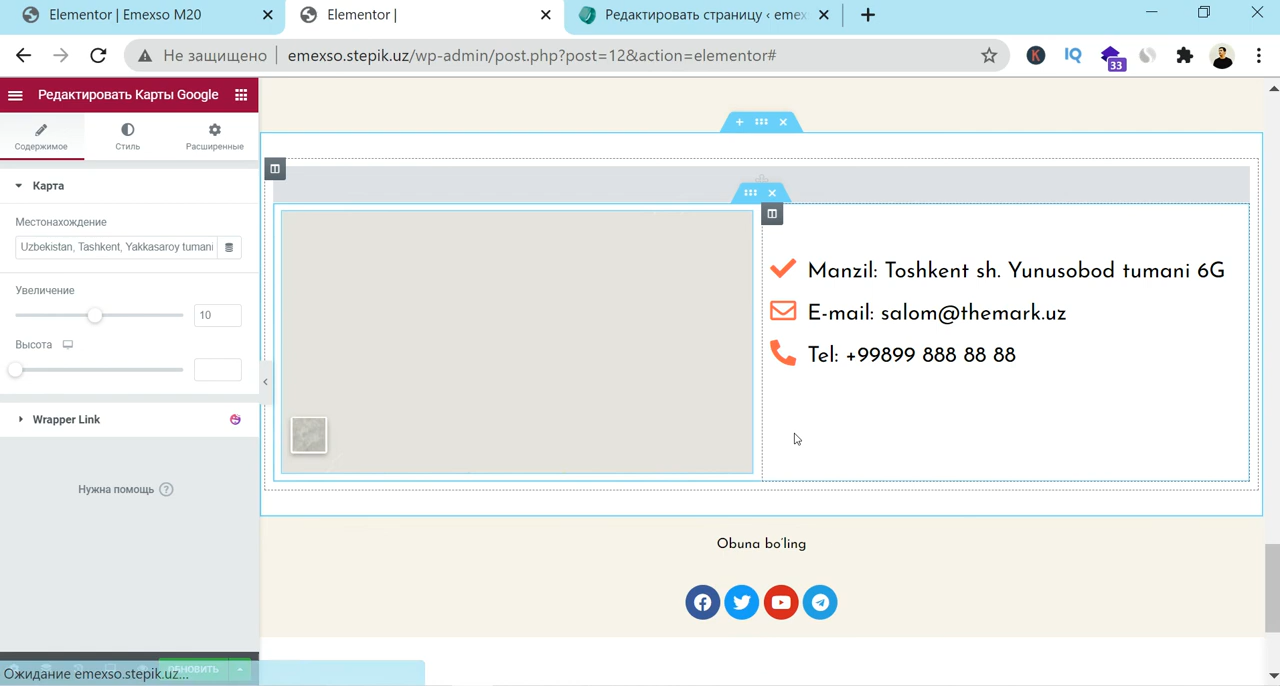 Elementor | Emexso M20
Elementor |
Редактировать страницу ‹ emex
Не защищено
emexso.stepik.uz/wp-admin/post.php?post=12&action=elementor#
K
IQ
33
Редактировать Карты Google
Содержимое
Стиль
Расширенные
Карта
Местонахождение
Uzbekistan, Tashkent, Yakkasaroy tumani
Увеличение
10
Высота
Wrapper Link
Нужна помощь ?
ОБНОВИТЬ
Ожидание emexso.stepik.uz...
Manzil: Toshkent sh. Yunusobod tumani 6G
E-mail: salom@themark.uz
Tel: +99899 888 88 88
Obuna bo'ling